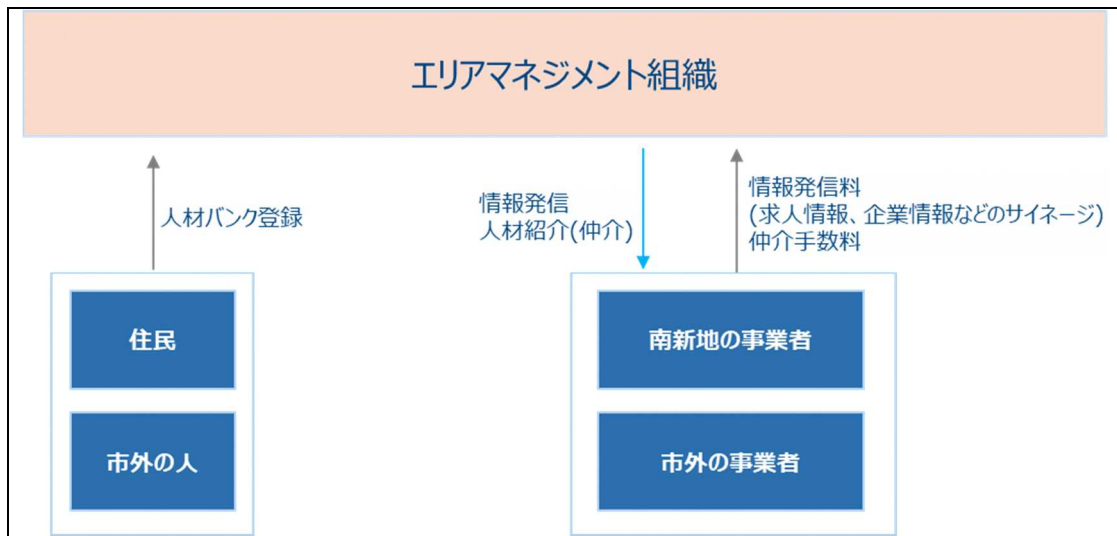 エリアマネジメント組織
人材バンク登録
情報発信
人材紹介(仲介)
情報発信料
(求人情報、企業情報などのサイネージ)
仲介手数料
住民
市外の人
南新地の事業者
市外の事業者